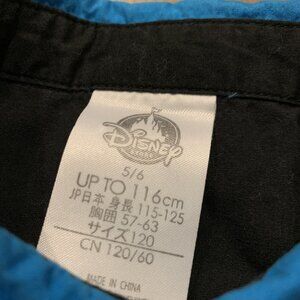 Disney
STORE
5/6
UP TO 116cm
JP日本 身長 115-125
胸囲 57-63
サイズ120
CN 120/60
MADE IN CHINA